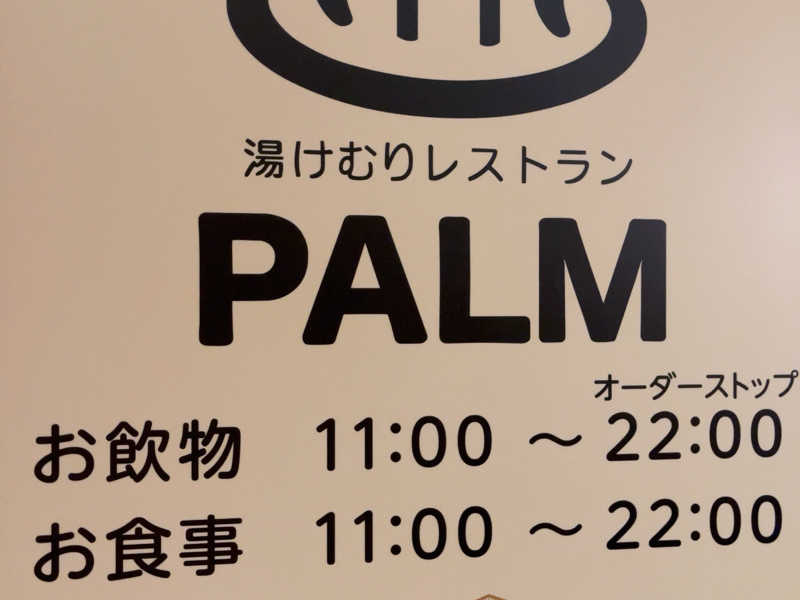 湯けむりレストラン
PALM
オーダーストップ
お飲物 11:00 ～ 22:00
お食事 11:00 ～ 22:00